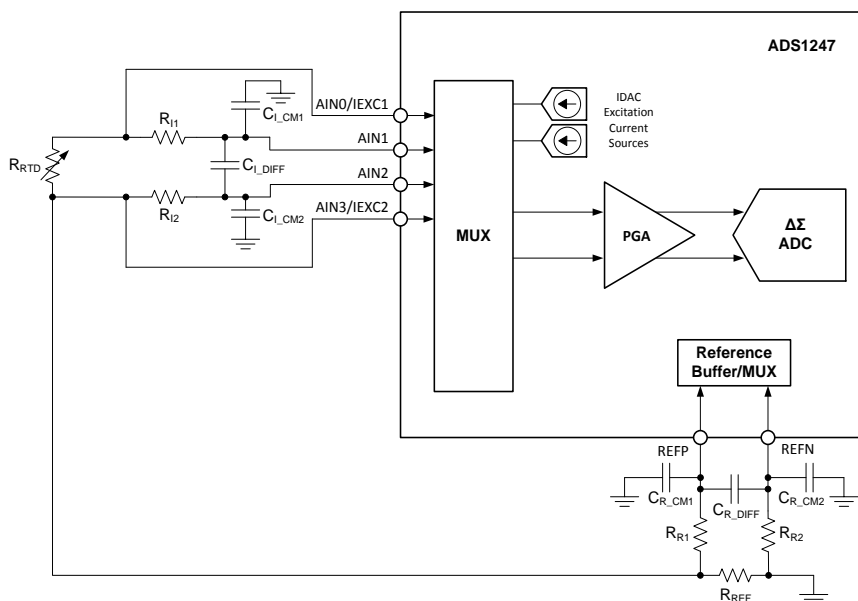 ADS1247
AIN0/IEXC1
IDAC
Excitation
Current
Sources
C_I_CM1
R_I1
AIN1
R_RTD
C_I_DIFF
AIN2
R_I2
C_I_CM2
AIN3/IEXC2
MUX
PGA
ΔΣ
ADC
Reference
Buffer/MUX
REFP
REFN
C_R_CM1
C_R_DIFF
C_R_CM2
R_R1
R_R2
R_REF